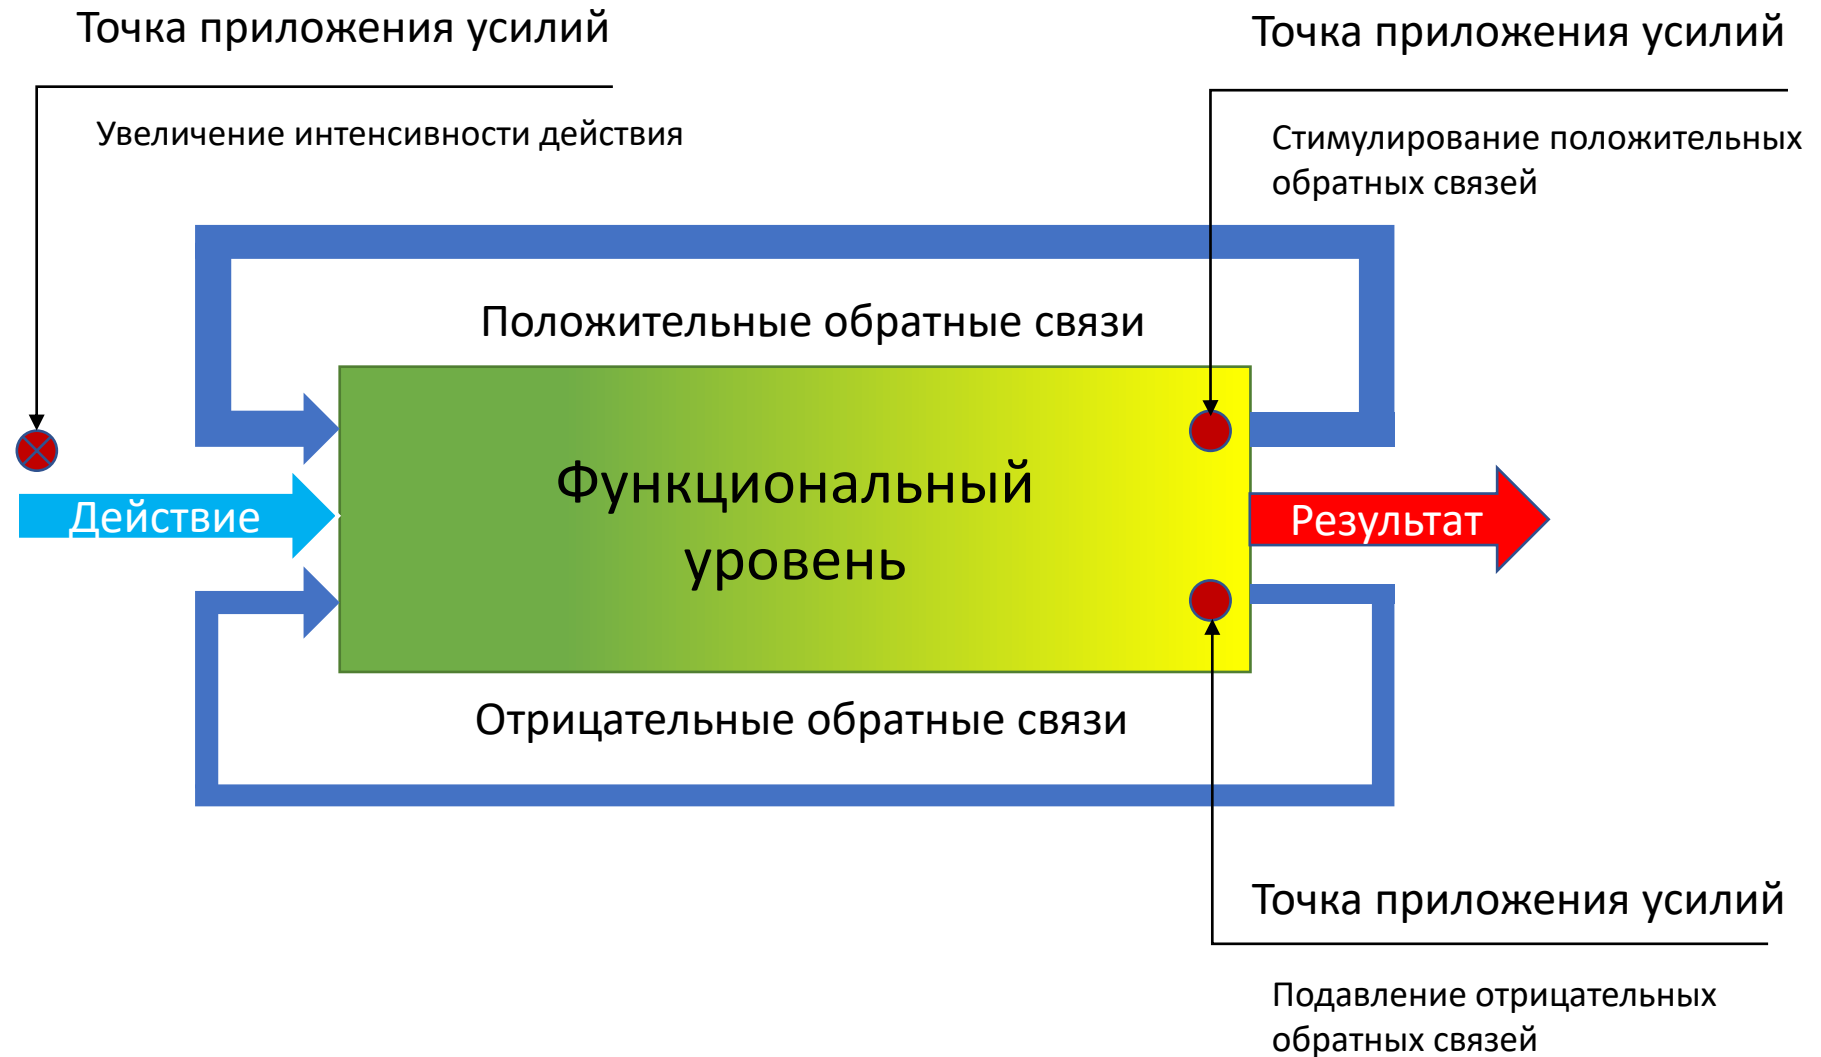 Точка приложения усилий
Точка приложения усилий
Увеличение интенсивности действия
Стимулирование положительных
обратных связей
Положительные обратные связи
Функциональный
уровень
Действие
Результат
Отрицательные обратные связи
Точка приложения усилий
Подавление отрицательных
обратных связей